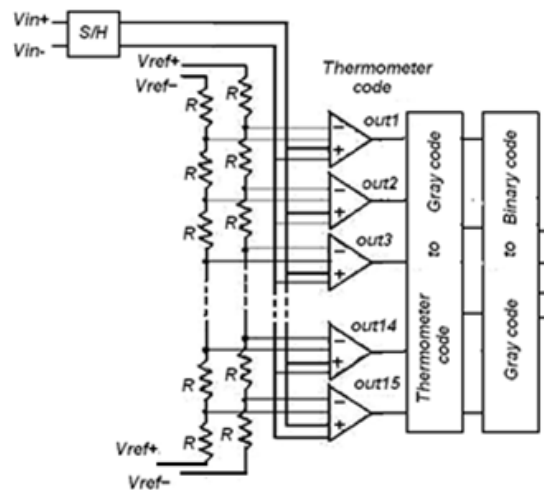 Vin+
Vin-
S/H
Vref+
Vref−
Thermometer
code
R
R
out1
R
R
out2
R
R
out3
out14
R
R
out15
R
R
Vref+.
Vref−
−
+
−
+
−
+
−
+
−
+
Thermometer
code
to
Gray code
Gray code
to
Binary code